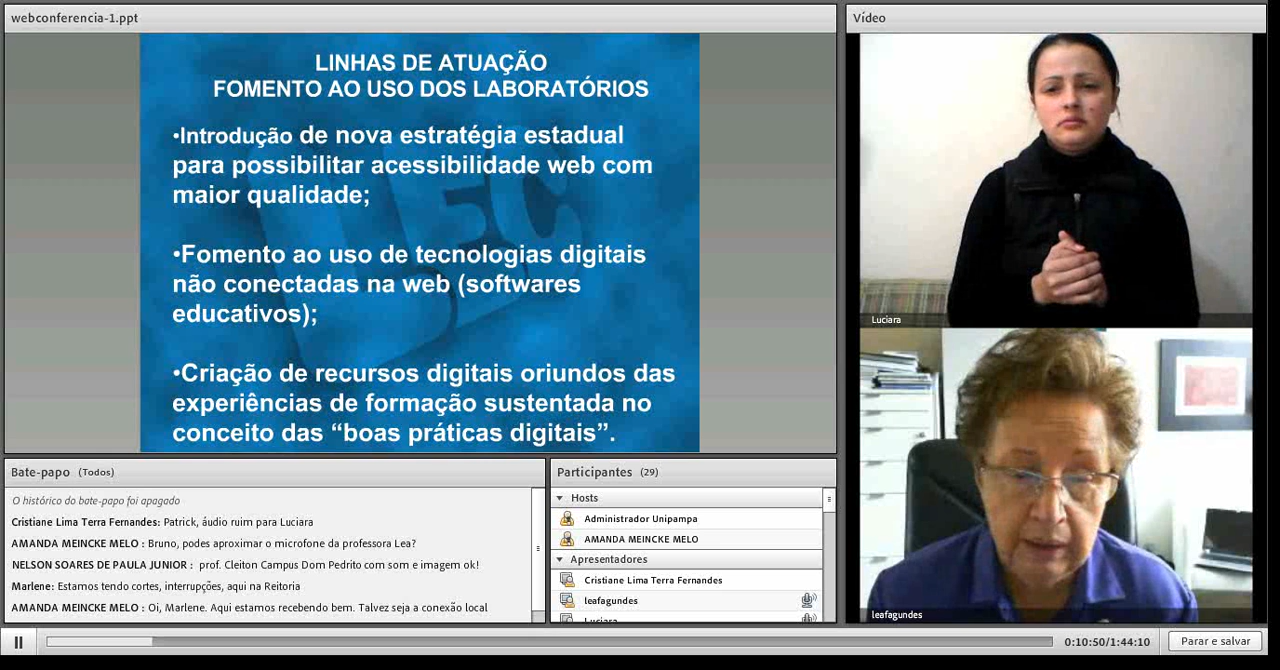 webconferencia-1.ppt
LINHAS DE ATUAÇÃO
FOMENTO AO USO DOS LABORATÓRIOS
•Introdução de nova estratégia estadual
para possibilitar acessibilidade web com
maior qualidade;
•Fomento ao uso de tecnologias digitais
não conectadas na web (softwares
educativos);
•Criação de recursos digitais oriundos das
experiências de formação sustentada no
conceito das “boas práticas digitais”.
LEC
Vídeo
Luciara
leafagundes
Bate-papo (Todos)
O histórico do bate-papo foi apagado
Cristiane Lima Terra Fernandes: Patrick, áudio ruim para Luciara
AMANDA MEINCKE MELO : Bruno, podes aproximar o microfone da professora Lea?
NELSON SOARES DE PAULA JUNIOR : prof. Cleiton Campus Dom Pedrito com som e imagem ok!
Marlene: Estamos tendo cortes, interrupções, aqui na Reitoria
AMANDA MEINCKE MELO : Oi, Marlene. Aqui estamos recebendo bem. Talvez seja a conexão local
Participantes (29)
Hosts
Administrador Unipampa
AMANDA MEINCKE MELO
Apresentadores
Cristiane Lima Terra Fernandes
leafagundes
Luciara
0:10:50/1:44:10
Parar e salvar